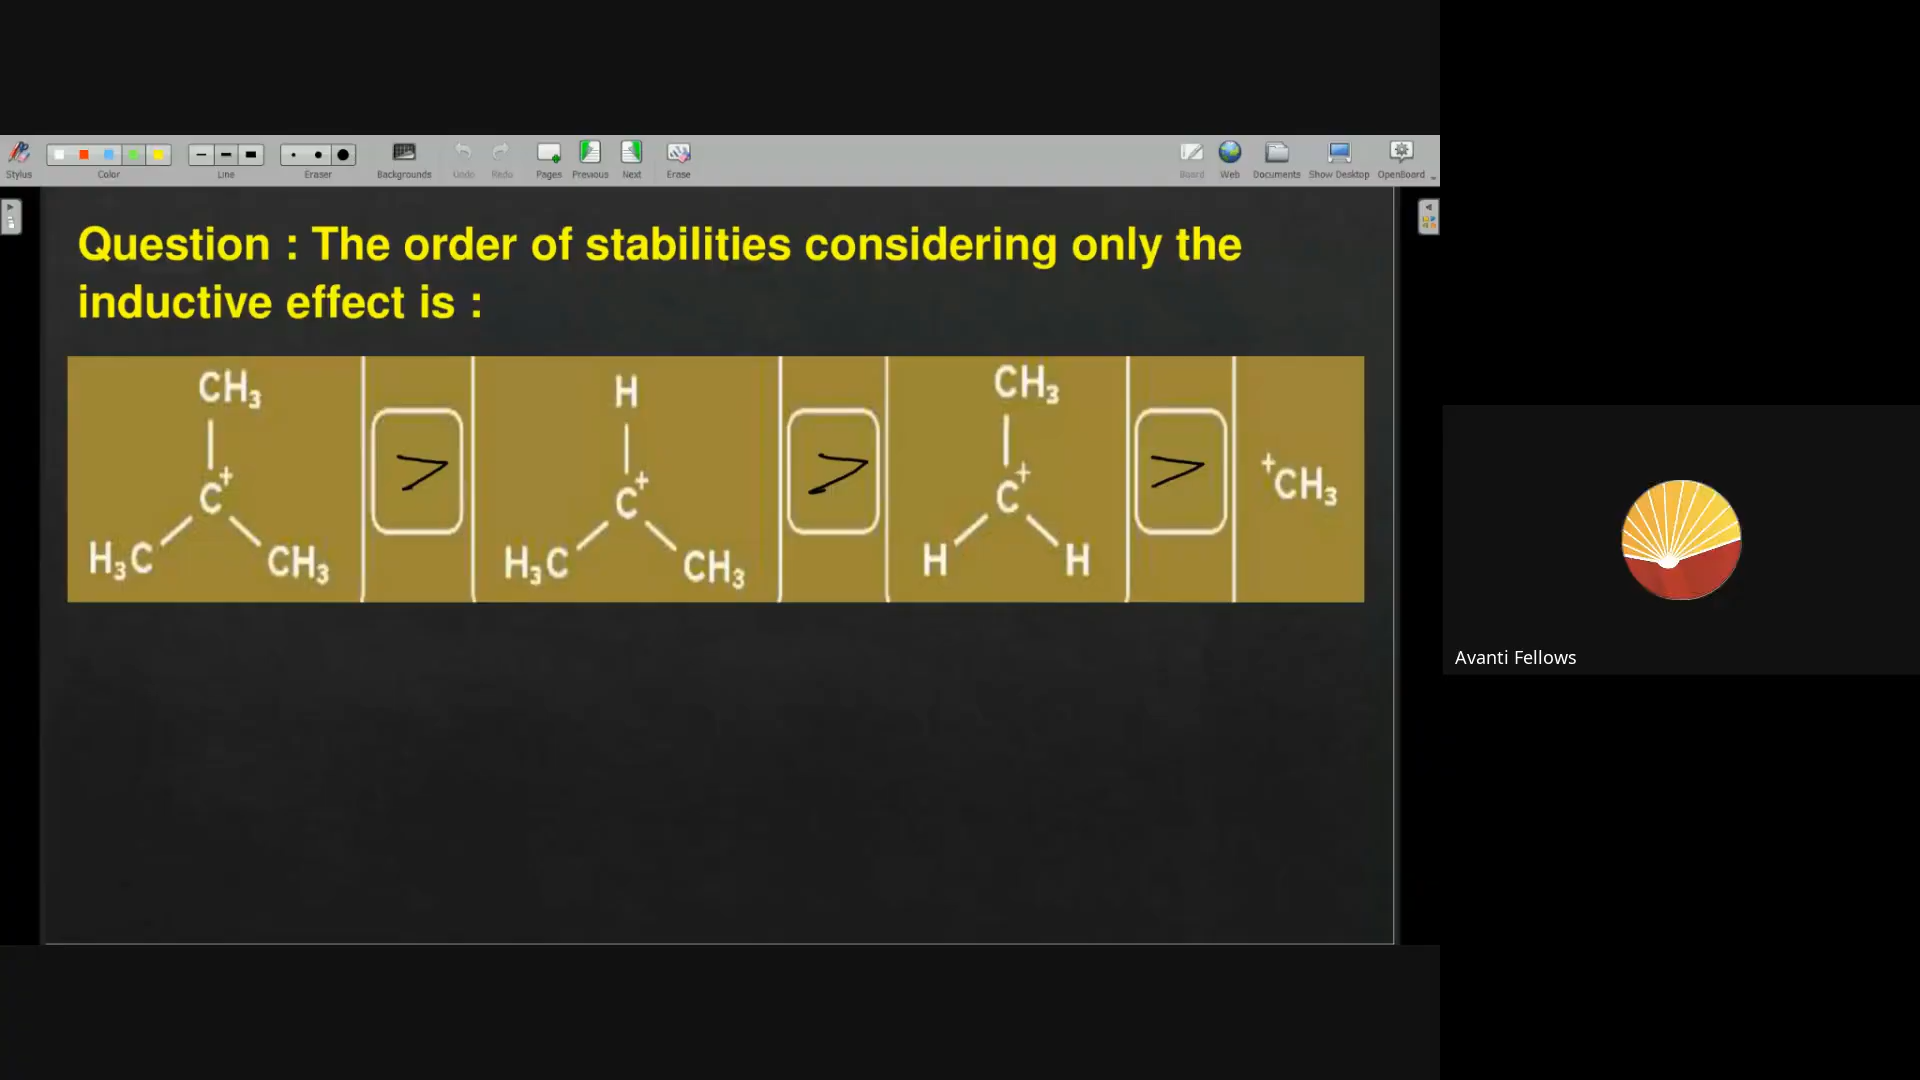 Stylus Color Line Eraser Backgrounds Undo Redo Pages Previous Next Erase Board Web Documents Show Desktop OpenBoard
Question : The order of stabilities considering only the
inductive effect is :
CH₃ H CH₃
C⁺ > C⁺ > C⁺ > ⁺CH₃
H₃C CH₃ H₃C CH₃ H H
Avanti Fellows